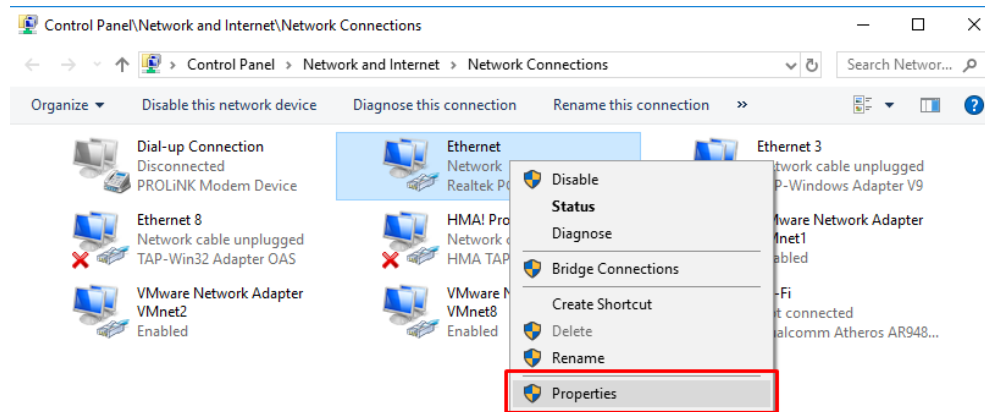 Control Panel\Network and Internet\Network Connections
Control Panel > Network and Internet > Network Connections
Search Networ...
Organize
Disable this network device
Diagnose this connection
Rename this connection
»
Dial-up Connection
Disconnected
PROLiNK Modem Device
Ethernet
Network
Realtek PC
Ethernet 3
twork cable unplugged
P-Windows Adapter V9
Ethernet 8
Network cable unplugged
TAP-Win32 Adapter OAS
HMA! Pro
Network c
HMA TAP
Mware Network Adapter
Mnet1
abled
VMware Network Adapter
VMnet2
Enabled
VMware N
VMnet8
Enabled
-Fi
t connected
alcomm Atheros AR948...
Disable
Status
Diagnose
Bridge Connections
Create Shortcut
Delete
Rename
Properties